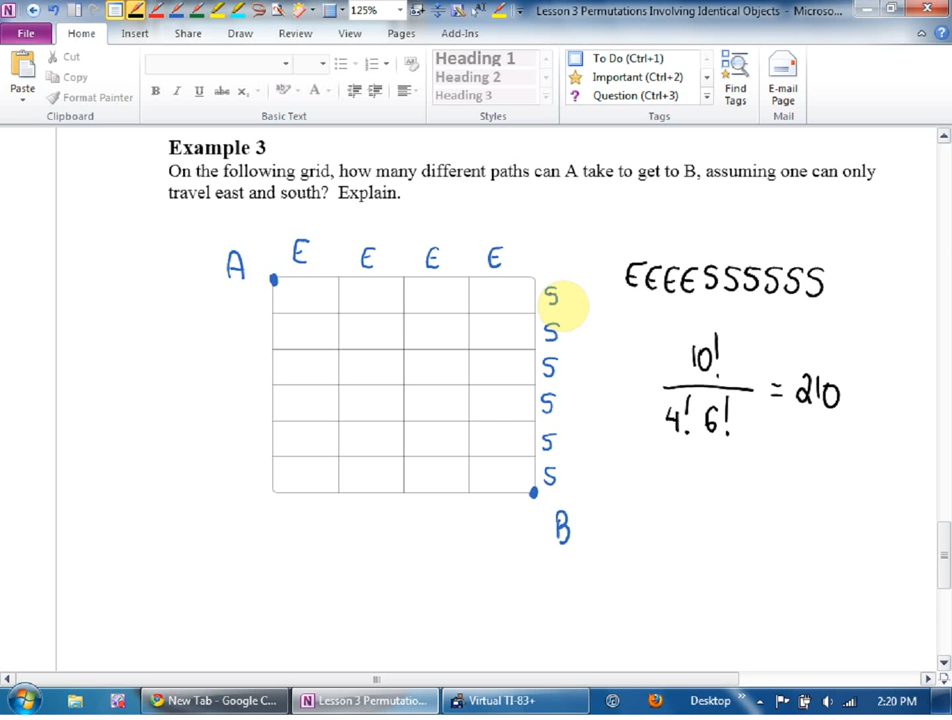 125%
Lesson 3 Permutations Involving Identical Objects - Microso...
File Home Insert Share Draw Review View Pages Add-Ins
Paste
Cut
Copy
Format Painter
Clipboard
B I U abc X₂ A
Basic Text
Heading 1
Heading 2
Heading 3
Styles
To Do (Ctrl+1)
Important (Ctrl+2)
? Question (Ctrl+3)
Tags
Find Tags
E-mail Page
Mail
Example 3
On the following grid, how many different paths can A take to get to B, assuming one can only
travel east and south? Explain.
A E E E E
S
S
S
S
S
S
B
EEEESSSSSS
10!
4! 6!
= 210
New Tab - Google C...
Lesson 3 Permutatio...
Virtual TI-83+
Desktop
2:20 PM